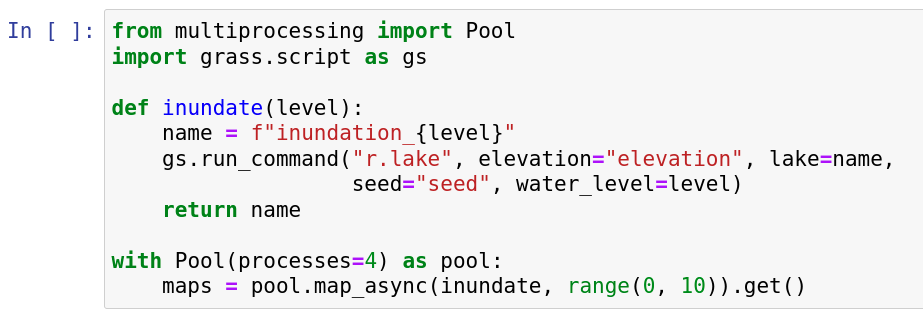 In [ ]: from multiprocessing import Pool
import grass.script as gs

def inundate(level):
    name = f"inundation_{level}"
    gs.run_command("r.lake", elevation="elevation", lake=name,
                   seed="seed", water_level=level)
    return name

with Pool(processes=4) as pool:
    maps = pool.map_async(inundate, range(0, 10)).get()